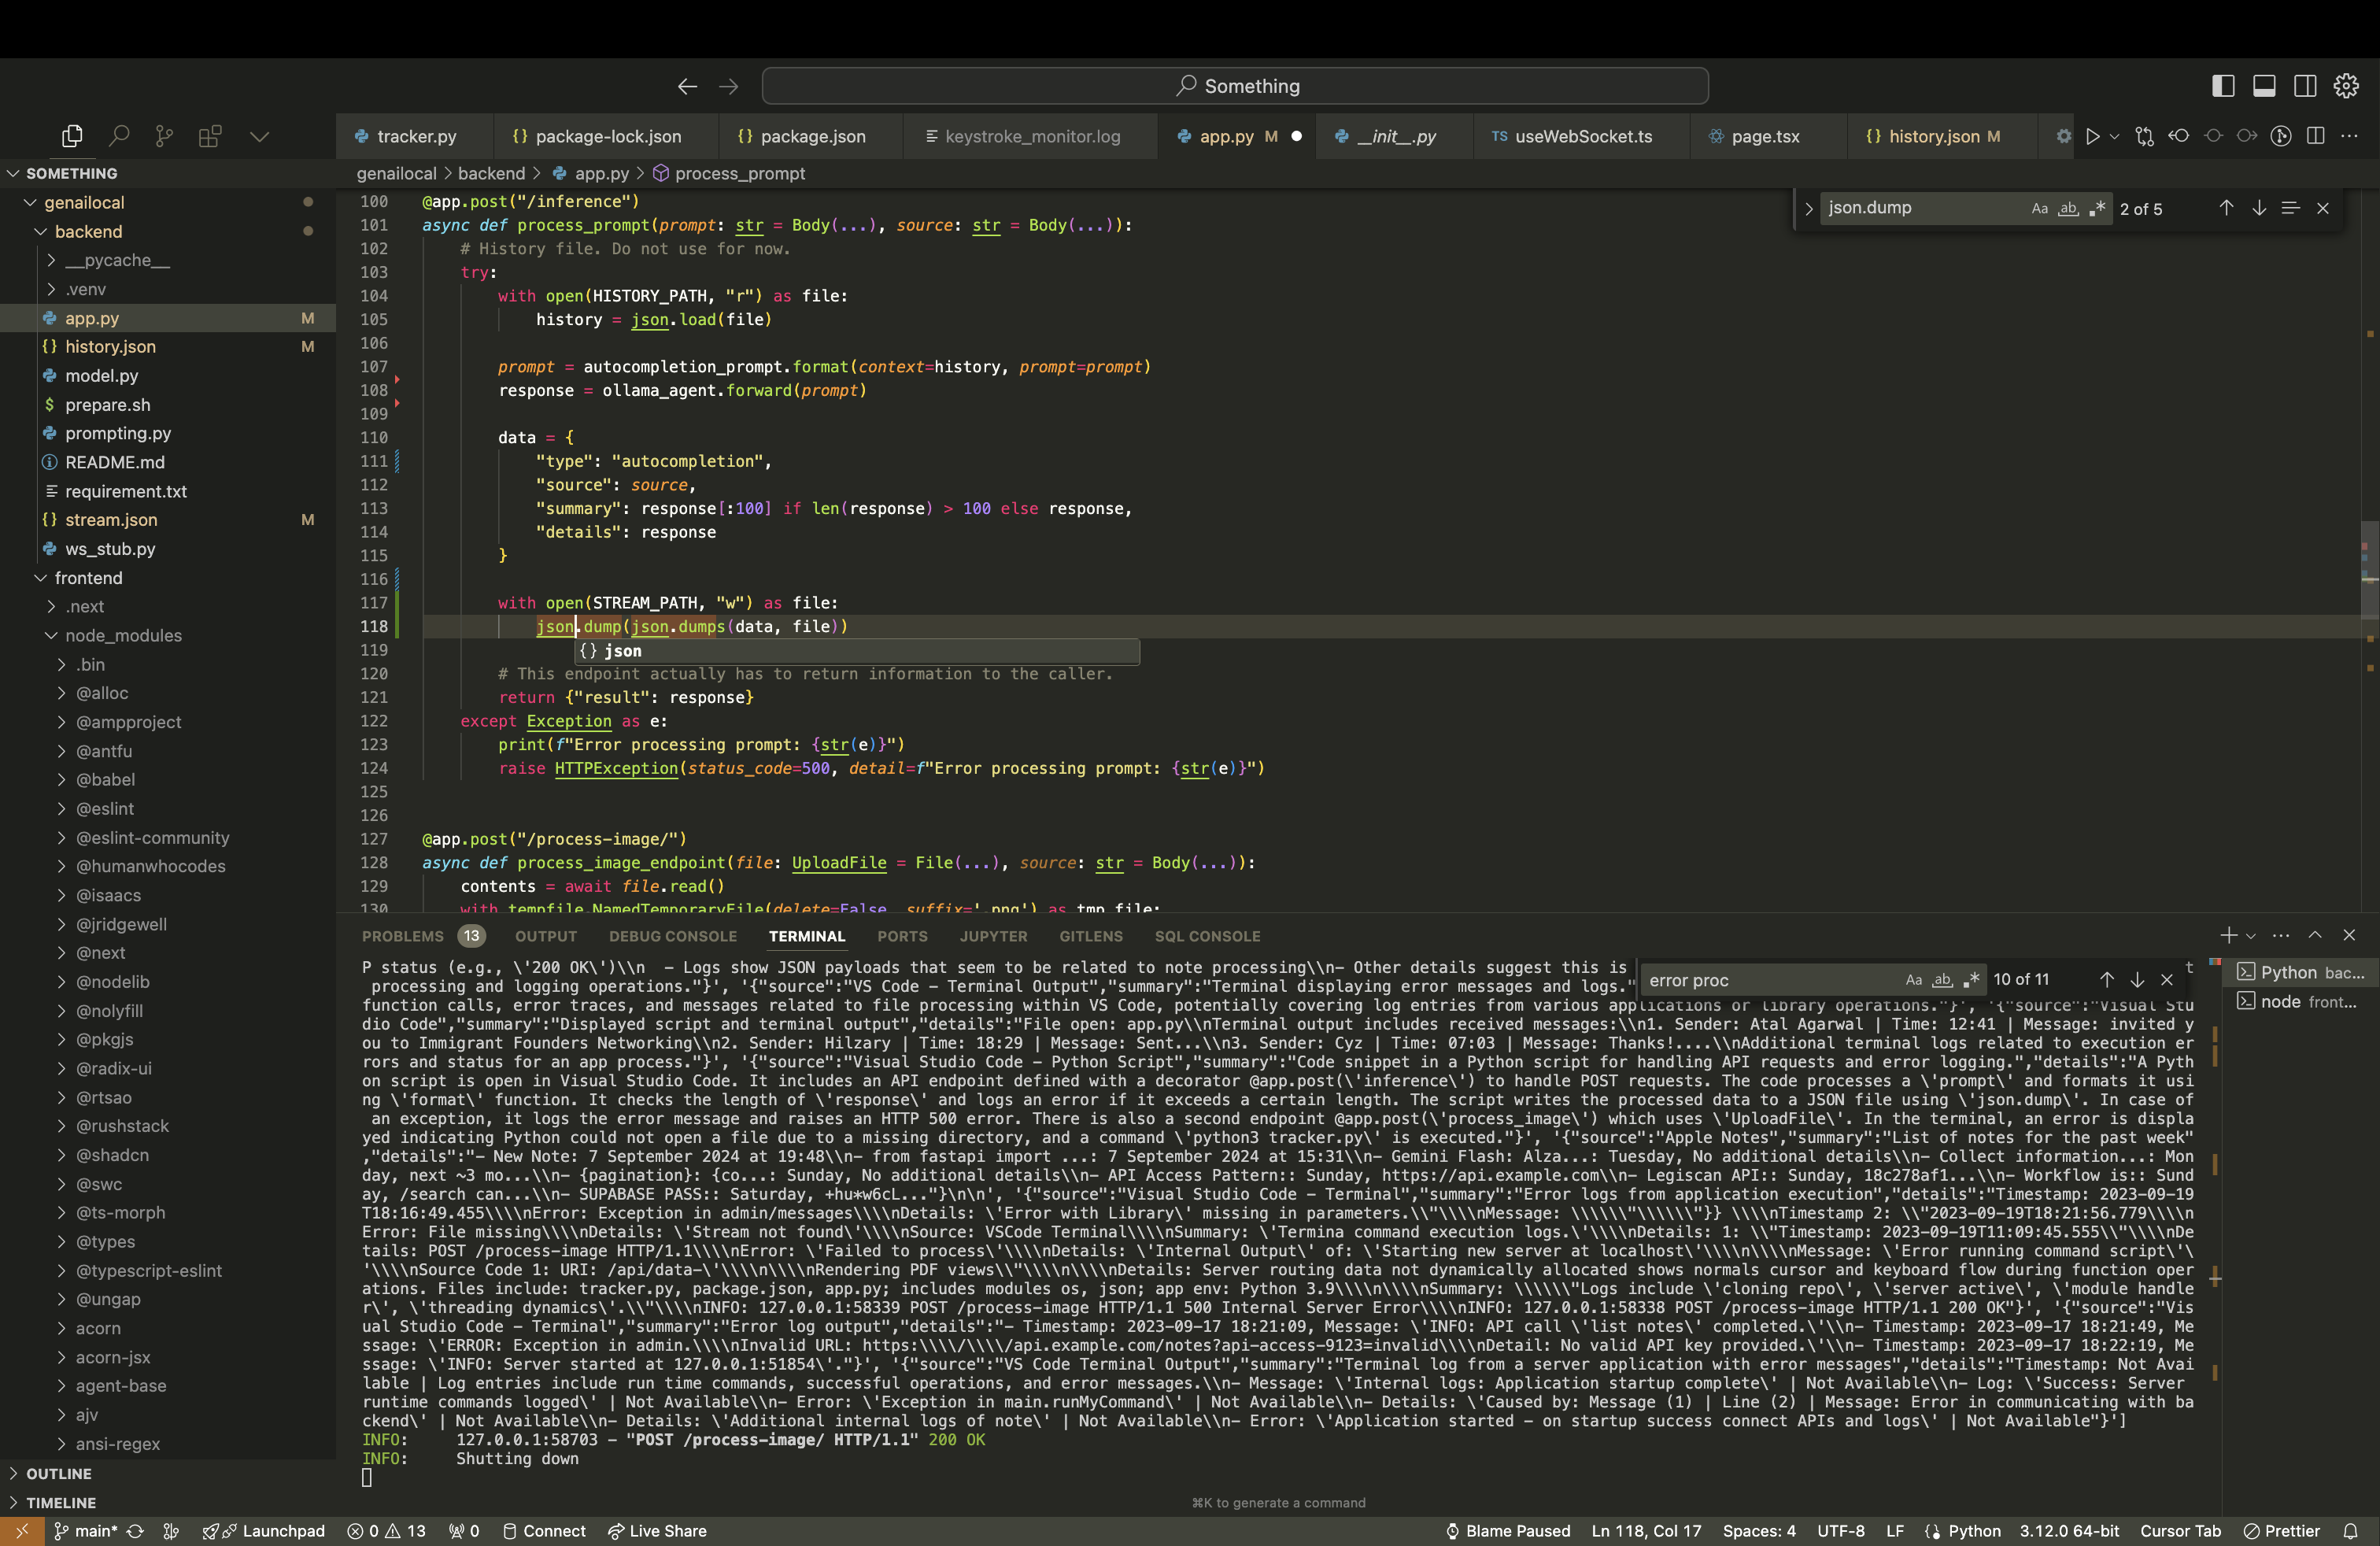 Something
tracker.py
package-lock.json
package.json
keystroke_monitor.log
app.py M
__init__.py
TS useWebSocket.ts
page.tsx
history.json M
SOMETHING
genailocal
backend
__pycache__
.venv
app.py M
history.json M
model.py
prepare.sh
prompting.py
README.md
requirement.txt
stream.json M
ws_stub.py
frontend
.next
node_modules
.bin
@alloc
@ampproject
@antfu
@babel
@eslint
@eslint-community
@humanwhocodes
@isaacs
@jridgewell
@next
@nodelib
@nolyfill
@pkgjs
@radix-ui
@rtsao
@rushstack
@shadcn
@swc
@ts-morph
@types
@typescript-eslint
@ungap
acorn
acorn-jsx
agent-base
ajv
ansi-regex
OUTLINE
TIMELINE
genailocal > backend > app.py > process_prompt
json.dump Aa ab .* 2 of 5
100 @app.post("/inference")
101 async def process_prompt(prompt: str = Body(...), source: str = Body(...)):
102 # History file. Do not use for now.
103 try:
104 with open(HISTORY_PATH, "r") as file:
105 history = json.load(file)
106
107 prompt = autocompletion_prompt.format(context=history, prompt=prompt)
108 response = ollama_agent.forward(prompt)
109
110 data = {
111 "type": "autocompletion",
112 "source": source,
113 "summary": response[:100] if len(response) > 100 else response,
114 "details": response
115 }
116
117 with open(STREAM_PATH, "w") as file:
118 json.dump(json.dumps(data, file))
119 {} json
120 # This endpoint actually has to return information to the caller.
121 return {"result": response}
122 except Exception as e:
123 print(f"Error processing prompt: {str(e)}")
124 raise HTTPException(status_code=500, detail=f"Error processing prompt: {str(e)}")
125
126
127 @app.post("/process-image/")
128 async def process_image_endpoint(file: UploadFile = File(...), source: str = Body(...)):
129 contents = await file.read()
130 with tempfile.NamedTemporaryFile(delete=False, suffix='.png') as tmp_file:
PROBLEMS 13 OUTPUT DEBUG CONSOLE TERMINAL PORTS JUPYTER GITLENS SQL CONSOLE
error proc Aa ab .* 10 of 11
Python bac...
node front...
P status (e.g., \'200 OK\')\\n  - Logs show JSON payloads that seem to be related to note processing\\n- Other details suggest this is
processing and logging operations."}', '{"source":"VS Code - Terminal Output","summary":"Terminal displaying error messages and logs."
function calls, error traces, and messages related to file processing within VS Code, potentially covering log entries from various applications or library operations."}', '{"source":"Visual Stu
dio Code","summary":"Displayed script and terminal output","details":"File open: app.py\\nTerminal output includes received messages:\\n1. Sender: Atal Agarwal | Time: 12:41 | Message: invited y
ou to Immigrant Founders Networking\\n2. Sender: Hilzary | Time: 18:29 | Message: Sent...\\n3. Sender: Cyz | Time: 07:03 | Message: Thanks!....\\nAdditional terminal logs related to execution er
rors and status for an app process."}', '{"source":"Visual Studio Code - Python Script","summary":"Code snippet in a Python script for handling API requests and error logging.","details":"A Pyth
on script is open in Visual Studio Code. It includes an API endpoint defined with a decorator @app.post(\'inference\') to handle POST requests. The code processes a \'prompt\' and formats it usi
ng \'format\' function. It checks the length of \'response\' and logs an error if it exceeds a certain length. The script writes the processed data to a JSON file using \'json.dump\'. In case of
an exception, it logs the error message and raises an HTTP 500 error. There is also a second endpoint @app.post(\'process_image\') which uses \'UploadFile\'. In the terminal, an error is displa
yed indicating Python could not open a file due to a missing directory, and a command \'python3 tracker.py\' is executed."}', '{"source":"Apple Notes","summary":"List of notes for the past week"
,"details":"- New Note: 7 September 2024 at 19:48\\n- from fastapi import ...: 7 September 2024 at 15:31\\n- Gemini Flash: Alza...: Tuesday, No additional details\\n- Collect information...: Mon
day, next ~3 mo...\\n- {pagination}: {co...: Sunday, No additional details\\n- API Access Pattern:: Sunday, https://api.example.com\\n- Legiscan API:: Sunday, 18c278af1...\\n- Workflow is:: Sund
ay, /search can...\\n- SUPABASE PASS:: Saturday, +hu*w6cL..."}\n\n', '{"source":"Visual Studio Code - Terminal","summary":"Error logs from application execution","details":"Timestamp: 2023-09-19
T18:16:49.455\\\\nError: Exception in admin/messages\\\\nDetails: \'Error with Library\' missing in parameters.\\"\\\\nMessage: \\\\\\"\\\\\\"}} \\\\nTimestamp 2: \\"2023-09-19T18:21:56.779\\\\n
Error: File missing\\\\nDetails: \'Stream not found\'\\\\nSource: VSCode Terminal\\\\nSummary: \'Termina command execution logs.\'\\\\nDetails: 1: \\"Timestamp: 2023-09-19T11:09:45.555\\"\\\\nDe
tails: POST /process-image HTTP/1.1\\\\nError: \'Failed to process\'\\\\nDetails: \'Internal Output\' of: \'Starting new server at localhost\'\\\\n\\\\nMessage: \'Error running command script\'\
'\\\\nSource Code 1: URI: /api/data-\'\\\\n\\\\nRendering PDF views\\"\\\\n\\\\nDetails: Server routing data not dynamically allocated shows normals cursor and keyboard flow during function oper
ations. Files include: tracker.py, package.json, app.py; includes modules os, json; app env: Python 3.9\\\\n\\\\nSummary: \\\\\\"Logs include \'cloning repo\', \'server active\', \'module handle
r\', \'threading dynamics\'.\\"\\\\nINFO: 127.0.0.1:58339 POST /process-image HTTP/1.1 500 Internal Server Error\\\\nINFO: 127.0.0.1:58338 POST /process-image HTTP/1.1 200 OK"}', '{"source":"Vis
ual Studio Code - Terminal","summary":"Error log output","details":"- Timestamp: 2023-09-17 18:21:09, Message: \'INFO: API call \'list notes\' completed.\'\\n- Timestamp: 2023-09-17 18:21:49, Me
ssage: \'ERROR: Exception in admin.\\\\nInvalid URL: https:\\\\/\\\\/api.example.com/notes?api-access-9123=invalid\\\\nDetail: No valid API key provided.\'\\n- Timestamp: 2023-09-17 18:22:19, Me
ssage: \'INFO: Server started at 127.0.0.1:51854\'."}', '{"source":"VS Code Terminal Output","summary":"Terminal log from a server application with error messages","details":"Timestamp: Not Avai
lable | Log entries include run time commands, successful operations, and error messages.\\n- Message: \'Internal logs: Application startup complete\' | Not Available\\n- Log: \'Success: Server
runtime commands logged\' | Not Available\\n- Error: \'Exception in main.runMyCommand\' | Not Available\\n- Details: \'Caused by: Message (1) | Line (2) | Message: Error in communicating with ba
ckend\' | Not Available\\n- Details: \'Additional internal logs of note\' | Not Available\\n- Error: \'Application started - on startup success connect APIs and logs\' | Not Available"}']
INFO:     127.0.0.1:58703 - "POST /process-image/ HTTP/1.1" 200 OK
INFO:     Shutting down
⌘K to generate a command
main* Launchpad 0 13 0 Connect Live Share Blame Paused Ln 118, Col 17 Spaces: 4 UTF-8 LF Python 3.12.0 64-bit Cursor Tab Prettier